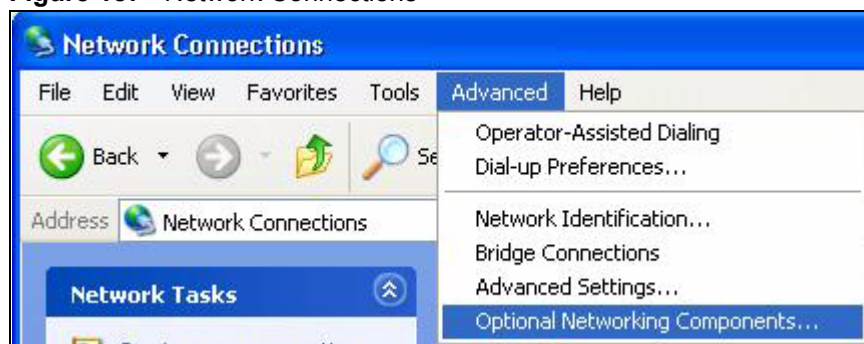 Network Connections
File Edit View Favorites Tools Advanced Help
Back
Operator-Assisted Dialing
Dial-up Preferences...
Address Network Connections
Network Identification...
Bridge Connections
Advanced Settings...
Network Tasks
Optional Networking Components...